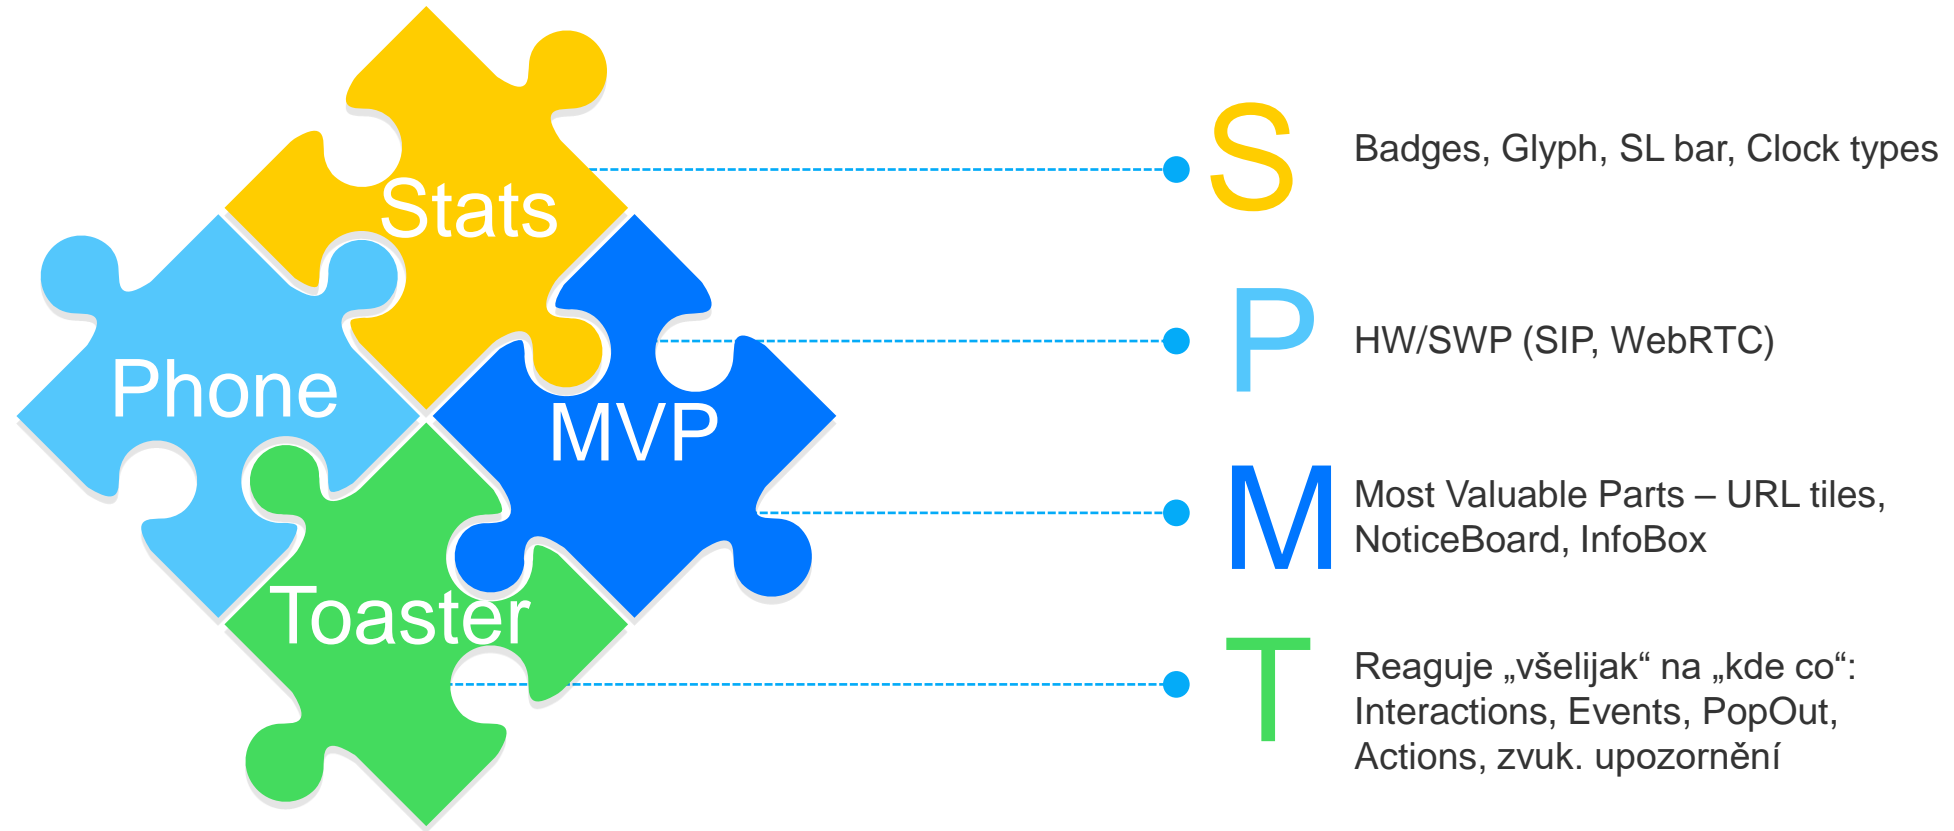 Stats
Phone
MVP
Toaster
S
Badges, Glyph, SL bar, Clock types
P
HW/SWP (SIP, WebRTC)
M
Most Valuable Parts – URL tiles,
NoticeBoard, InfoBox
T
Reaguje „všelijak“ na „kde co“:
Interactions, Events, PopOut,
Actions, zvuk. upozornění